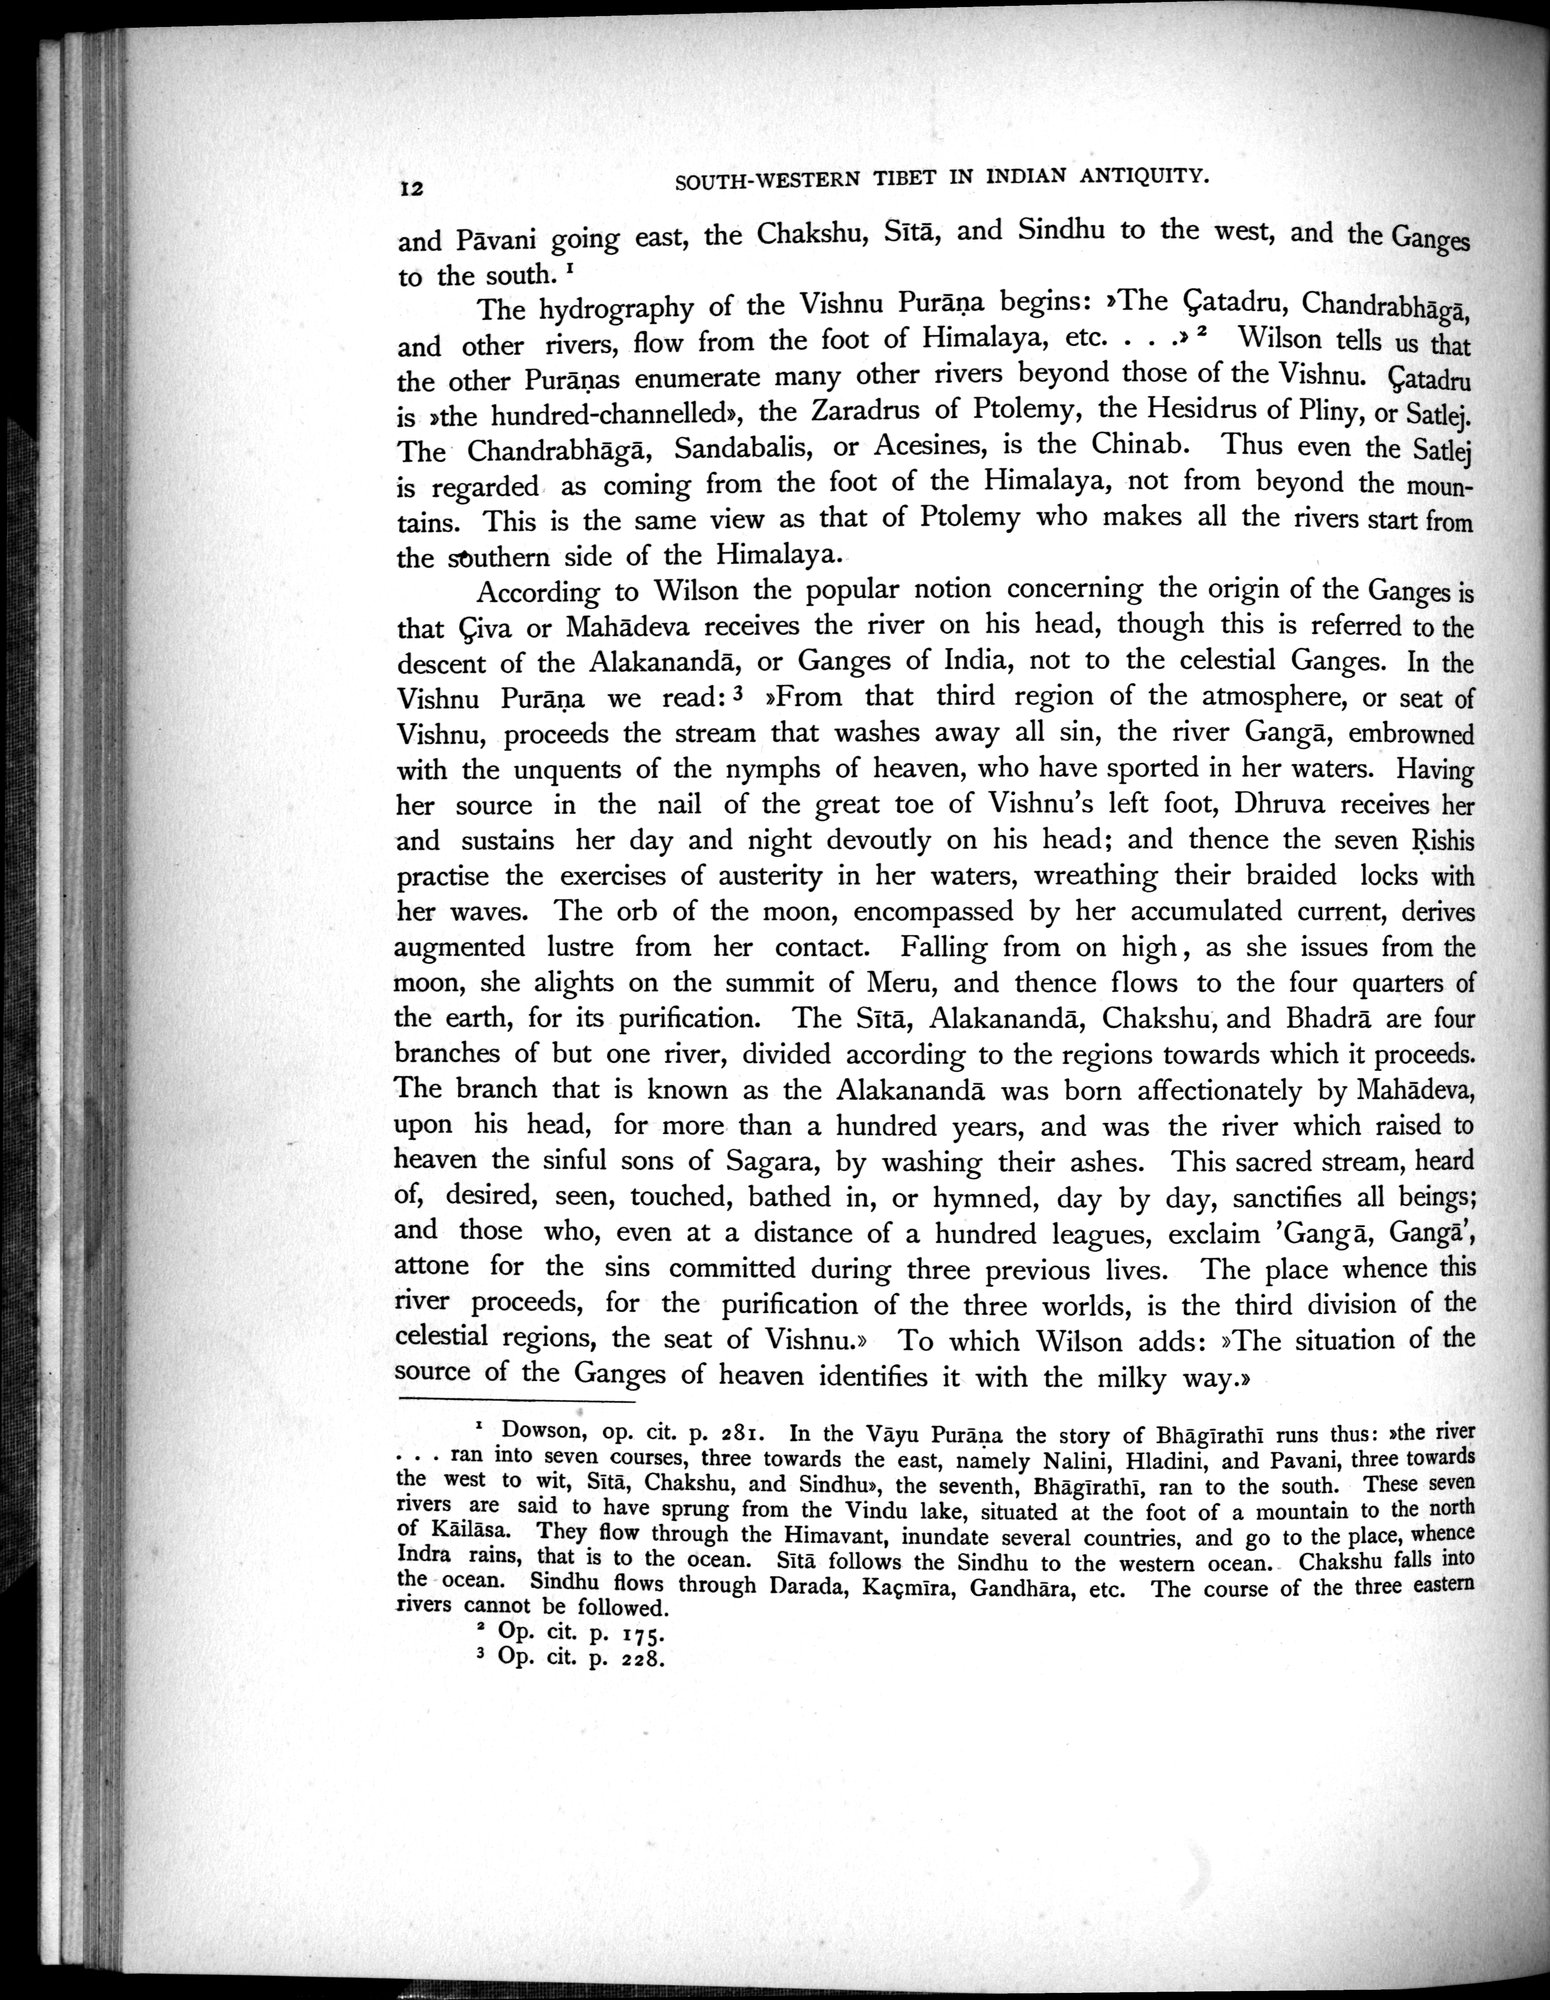 12 SOUTH-WESTERN TIBET IN INDIAN ANTIQUITY.
and Pāvani going east, the Chakshu, Sītā, and Sindhu to the west, and the Ganges
to the south. ¹
The hydrography of the Vishnu Purāṇa begins: »The Çatadru, Chandrabhāgā,
and other rivers, flow from the foot of Himalaya, etc. . . .» ² Wilson tells us that
the other Purāṇas enumerate many other rivers beyond those of the Vishnu. Çatadru
is »the hundred-channelled», the Zaradrus of Ptolemy, the Hesidrus of Pliny, or Satlej.
The Chandrabhāgā, Sandabalis, or Acesines, is the Chinab. Thus even the Satlej
is regarded as coming from the foot of the Himalaya, not from beyond the moun-
tains. This is the same view as that of Ptolemy who makes all the rivers start from
the southern side of the Himalaya.
According to Wilson the popular notion concerning the origin of the Ganges is
that Çiva or Mahādeva receives the river on his head, though this is referred to the
descent of the Alakanandā, or Ganges of India, not to the celestial Ganges. In the
Vishnu Purāṇa we read: ³ »From that third region of the atmosphere, or seat of
Vishnu, proceeds the stream that washes away all sin, the river Gangā, embrowned
with the unquents of the nymphs of heaven, who have sported in her waters. Having
her source in the nail of the great toe of Vishnu's left foot, Dhruva receives her
and sustains her day and night devoutly on his head; and thence the seven Ṛishis
practise the exercises of austerity in her waters, wreathing their braided locks with
her waves. The orb of the moon, encompassed by her accumulated current, derives
augmented lustre from her contact. Falling from on high, as she issues from the
moon, she alights on the summit of Meru, and thence flows to the four quarters of
the earth, for its purification. The Sītā, Alakanandā, Chakshu, and Bhadrā are four
branches of but one river, divided according to the regions towards which it proceeds.
The branch that is known as the Alakanandā was born affectionately by Mahādeva,
upon his head, for more than a hundred years, and was the river which raised to
heaven the sinful sons of Sagara, by washing their ashes. This sacred stream, heard
of, desired, seen, touched, bathed in, or hymned, day by day, sanctifies all beings;
and those who, even at a distance of a hundred leagues, exclaim 'Gangā, Gangā',
attone for the sins committed during three previous lives. The place whence this
river proceeds, for the purification of the three worlds, is the third division of the
celestial regions, the seat of Vishnu.» To which Wilson adds: »The situation of the
source of the Ganges of heaven identifies it with the milky way.»
¹ Dowson, op. cit. p. 281. In the Vāyu Purāṇa the story of Bhāgīrathī runs thus: »the river
. . . ran into seven courses, three towards the east, namely Nalini, Hladini, and Pavani, three towards
the west to wit, Sītā, Chakshu, and Sindhu», the seventh, Bhāgīrathī, ran to the south. These seven
rivers are said to have sprung from the Vindu lake, situated at the foot of a mountain to the north
of Kāilāsa. They flow through the Himavant, inundate several countries, and go to the place, whence
Indra rains, that is to the ocean. Sītā follows the Sindhu to the western ocean. Chakshu falls into
the ocean. Sindhu flows through Darada, Kaçmīra, Gandhāra, etc. The course of the three eastern
rivers cannot be followed.
² Op. cit. p. 175.
³ Op. cit. p. 228.